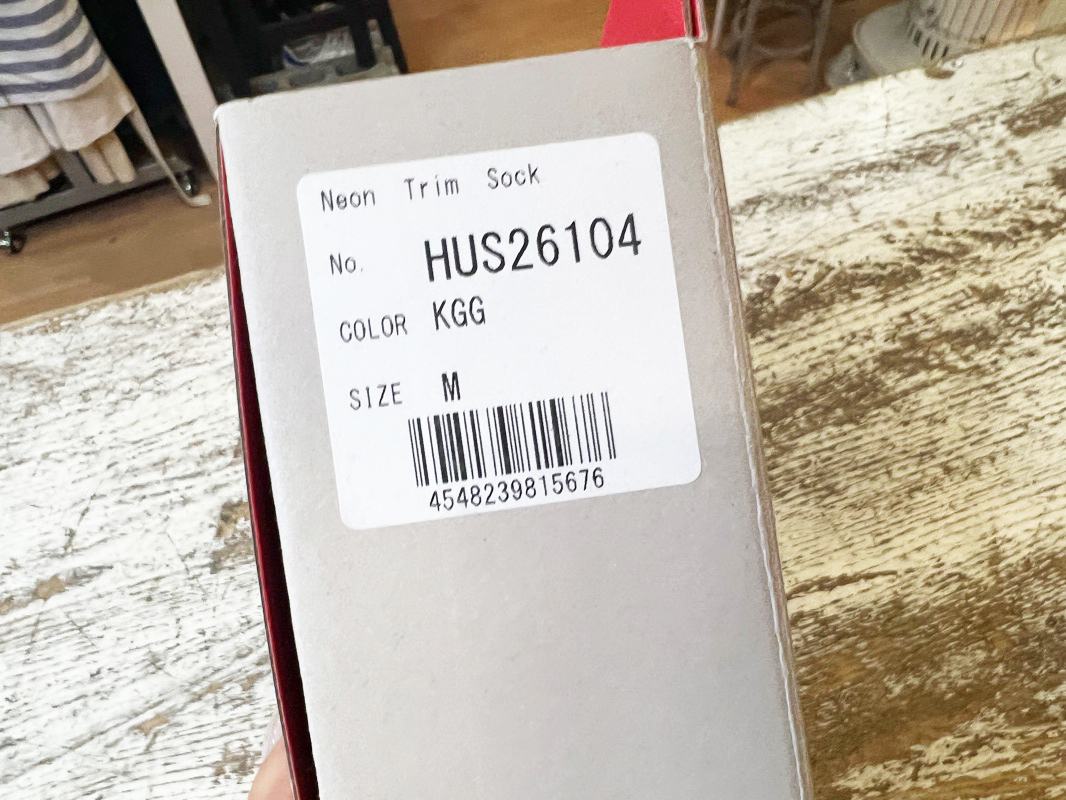 Neon Trim Sock
No. HUS26104
COLOR KGG
SIZE M
4548239815676